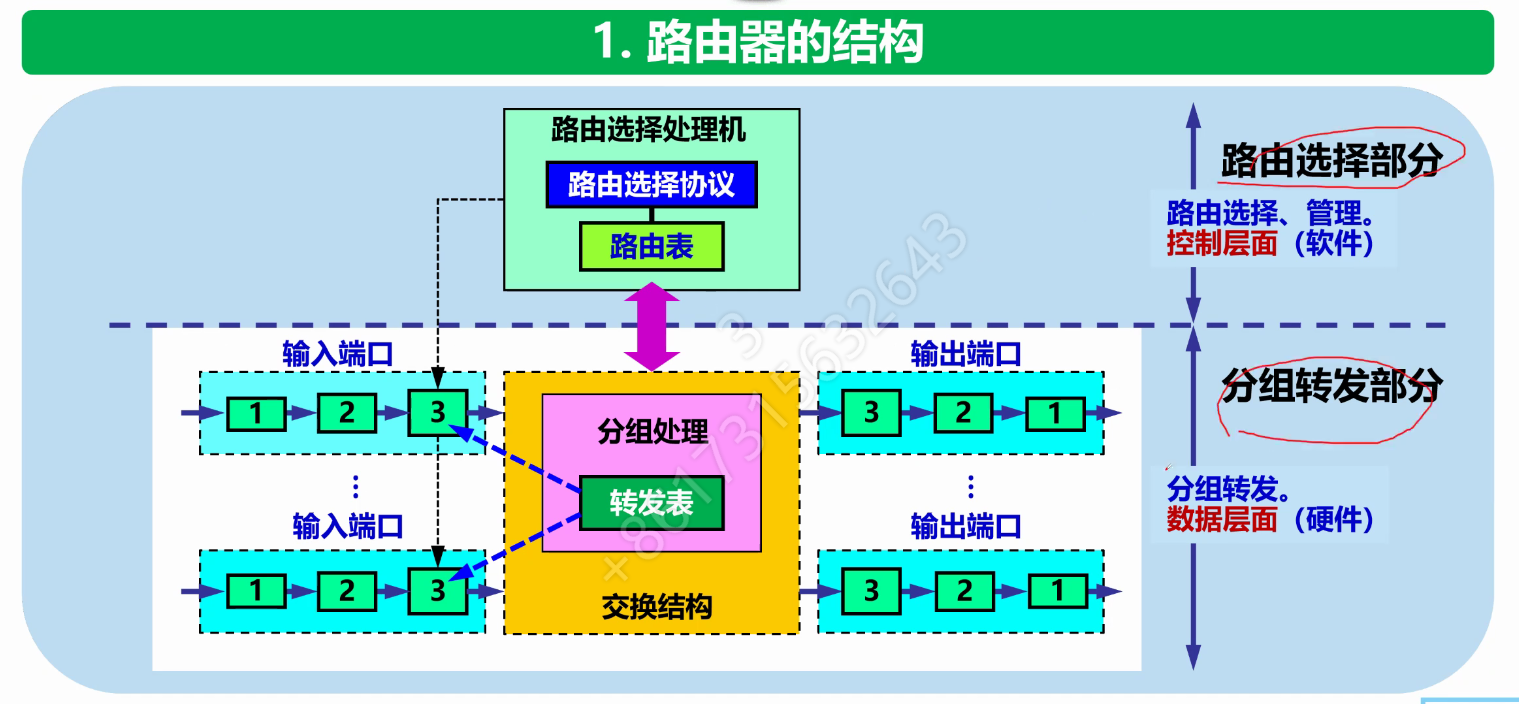 1. 路由器的结构
路由选择处理机
路由选择协议
路由表
路由选择部分
路由选择、管理。
控制层面（软件）
输入端口
1 2 3
⋮
输入端口
1 2 3
分组处理
转发表
交换结构
输出端口
3 2 1
⋮
输出端口
3 2 1
分组转发部分
分组转发。
数据层面（硬件）
+8617315632643
3